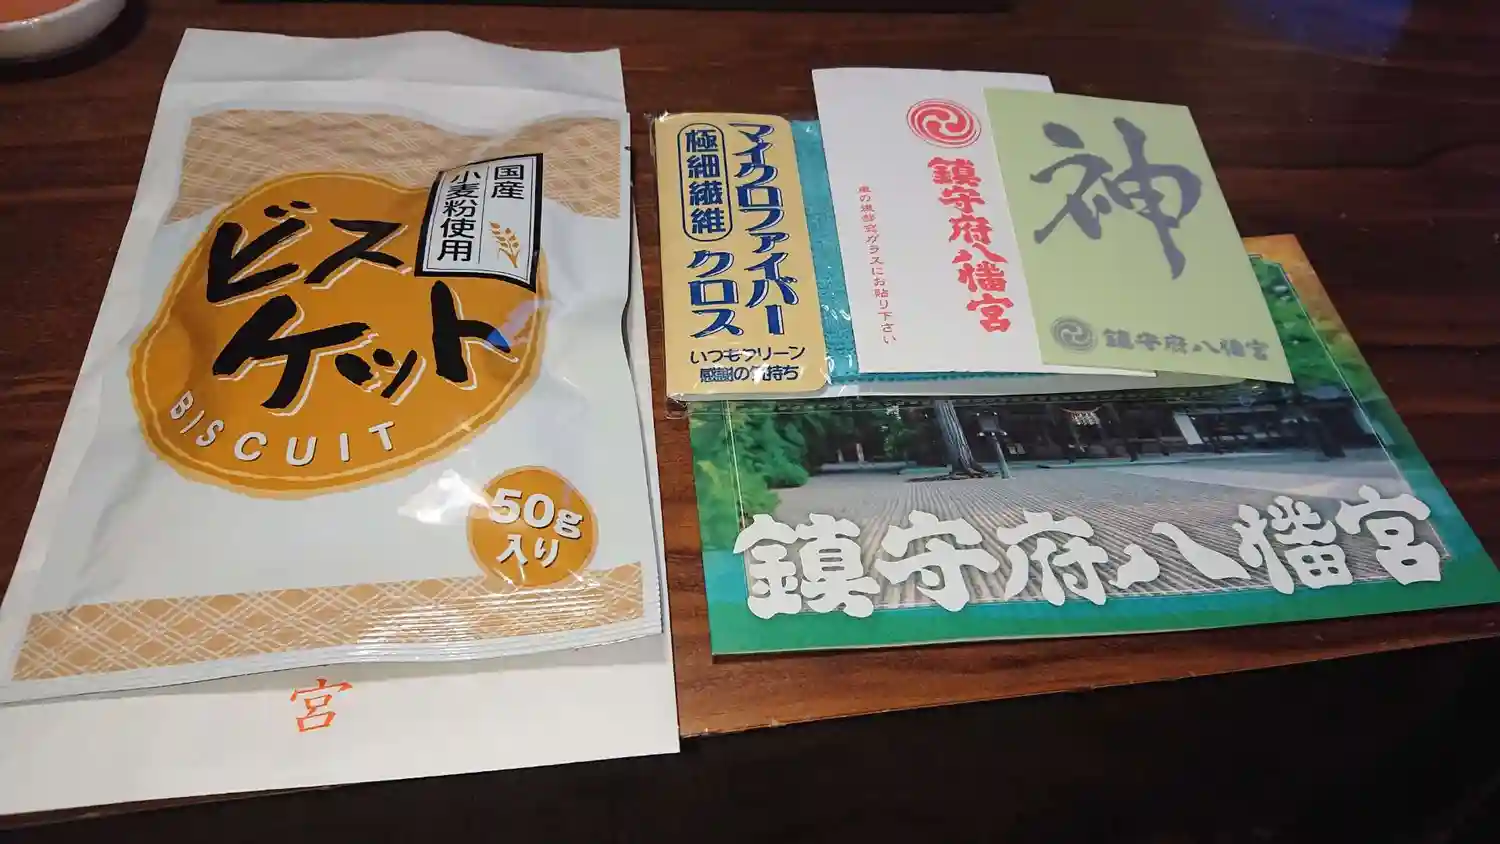 国産
小麦粉使用
ビス
ケット
BISCUIT
50g
入り
宮
マイクロファイバー
極細繊維
クロス
いつもクリーン
感謝の気持ち
鎮守府八幡宮
車の後部窓ガラスにお貼り下さい
神
鎮守府八幡宮
鎮守府八幡宮